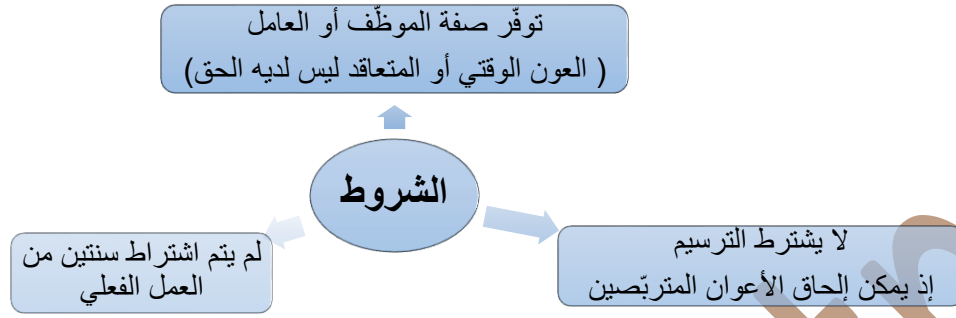 توفّر صفة الموظّف أو العامل
( العون الوقتي أو المتعاقد ليس لديه الحق)
الشروط
لا يشترط الترسيم
إذ يمكن إلحاق الأعوان المتربّصين
لم يتم اشتراط سنتين من
العمل الفعلي